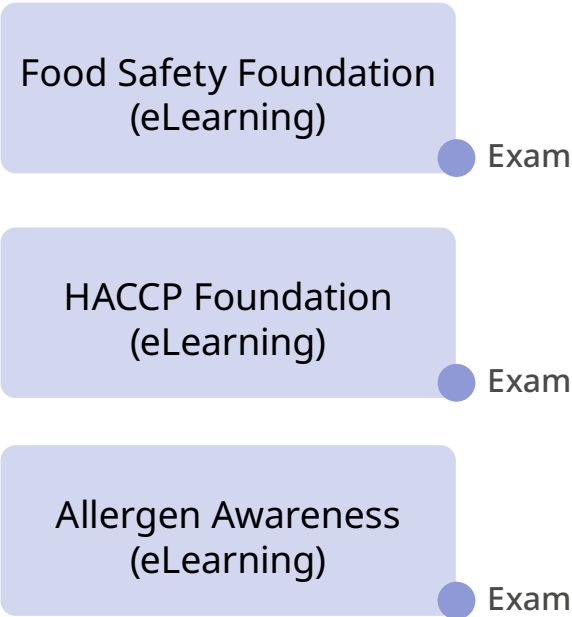 Food Safety Foundation
(eLearning)
Exam
HACCP Foundation
(eLearning)
Exam
Allergen Awareness
(eLearning)
Exam